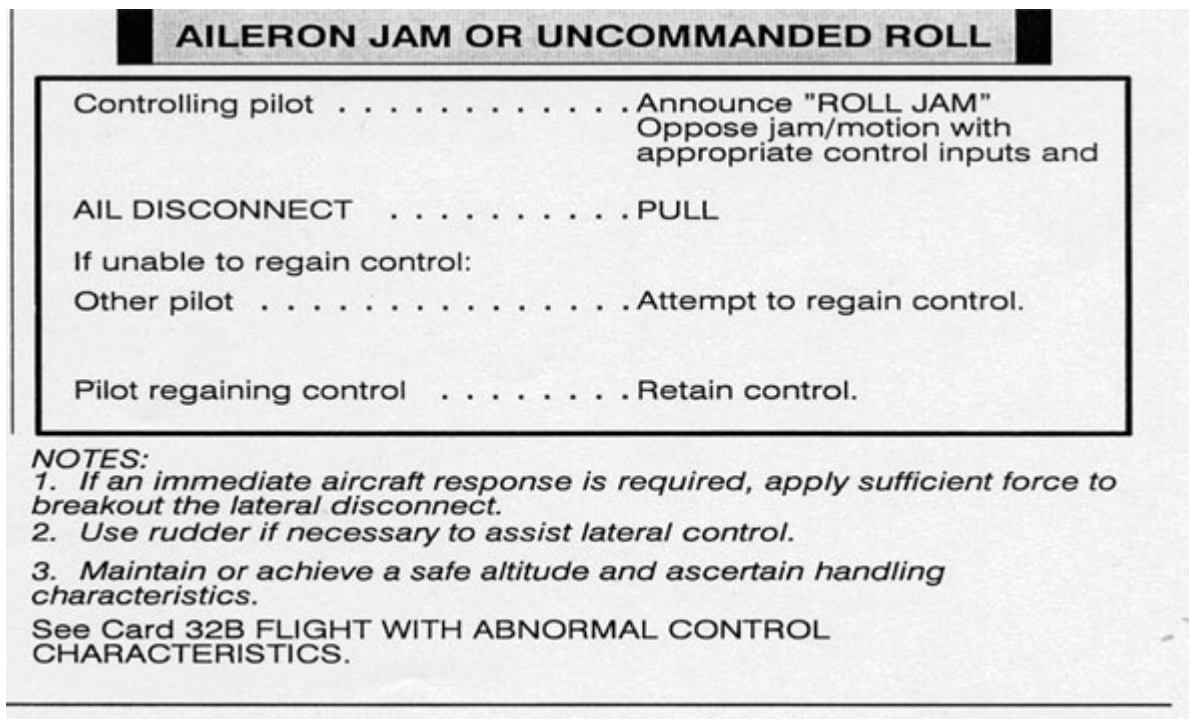 AILERON JAM OR UNCOMMANDED ROLL
Controlling pilot . . . . . . . . . . . . . Announce "ROLL JAM"
Oppose jam/motion with
appropriate control inputs and
AIL DISCONNECT . . . . . . . . . . . PULL
If unable to regain control:
Other pilot . . . . . . . . . . . . . . . . Attempt to regain control.
Pilot regaining control . . . . . . . . Retain control.
NOTES:
1. If an immediate aircraft response is required, apply sufficient force to
breakout the lateral disconnect.
2. Use rudder if necessary to assist lateral control.
3. Maintain or achieve a safe altitude and ascertain handling
characteristics.
See Card 32B FLIGHT WITH ABNORMAL CONTROL
CHARACTERISTICS.